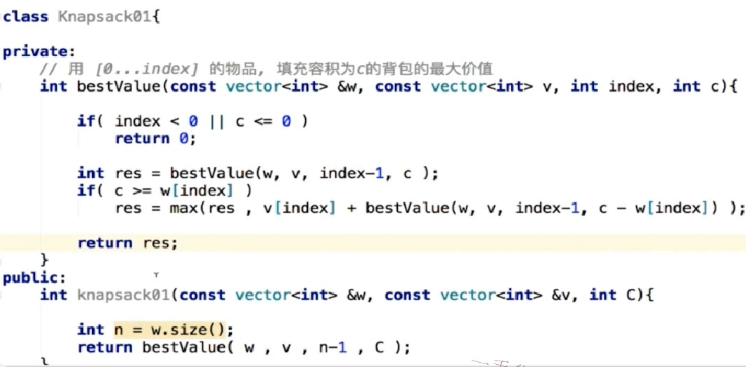 class Knapsack01{
private:
// 用 [0...index] 的物品, 填充容积为c的背包的最大价值
int bestValue(const vector<int> &w, const vector<int> v, int index, int c){
if( index < 0 || c <= 0 )
return 0;
int res = bestValue(w, v, index-1, c );
if( c >= w[index] )
res = max(res , v[index] + bestValue(w, v, index-1, c - w[index]) );
return res;
}
public:
int knapsack01(const vector<int> &w, const vector<int> &v, int C){
int n = w.size();
return bestValue( w , v , n-1 , C );